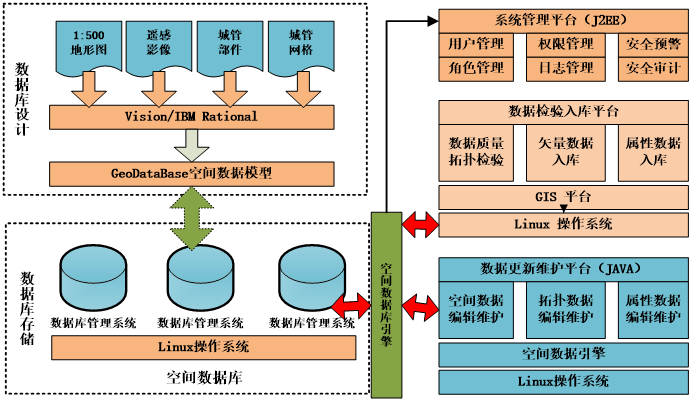 数据库设计
1:500
地形图
遥感
影像
城管
部件
城管
网格
Vision/IBM Rational
GeoDataBase空间数据模型
数据库存储
数据库管理系统
数据库管理系统
数据库管理系统
Linux操作系统
空间数据库
空间数据库引擎
系统管理平台（J2EE）
用户管理
权限管理
安全预警
角色管理
日志管理
安全审计
数据检验入库平台
数据质量
拓扑检验
矢量数据
入库
属性数据
入库
GIS 平台
Linux 操作系统
数据更新维护平台（JAVA）
空间数据
编辑维护
拓扑数据
编辑维护
属性数据
编辑维护
空间数据引擎
Linux操作系统